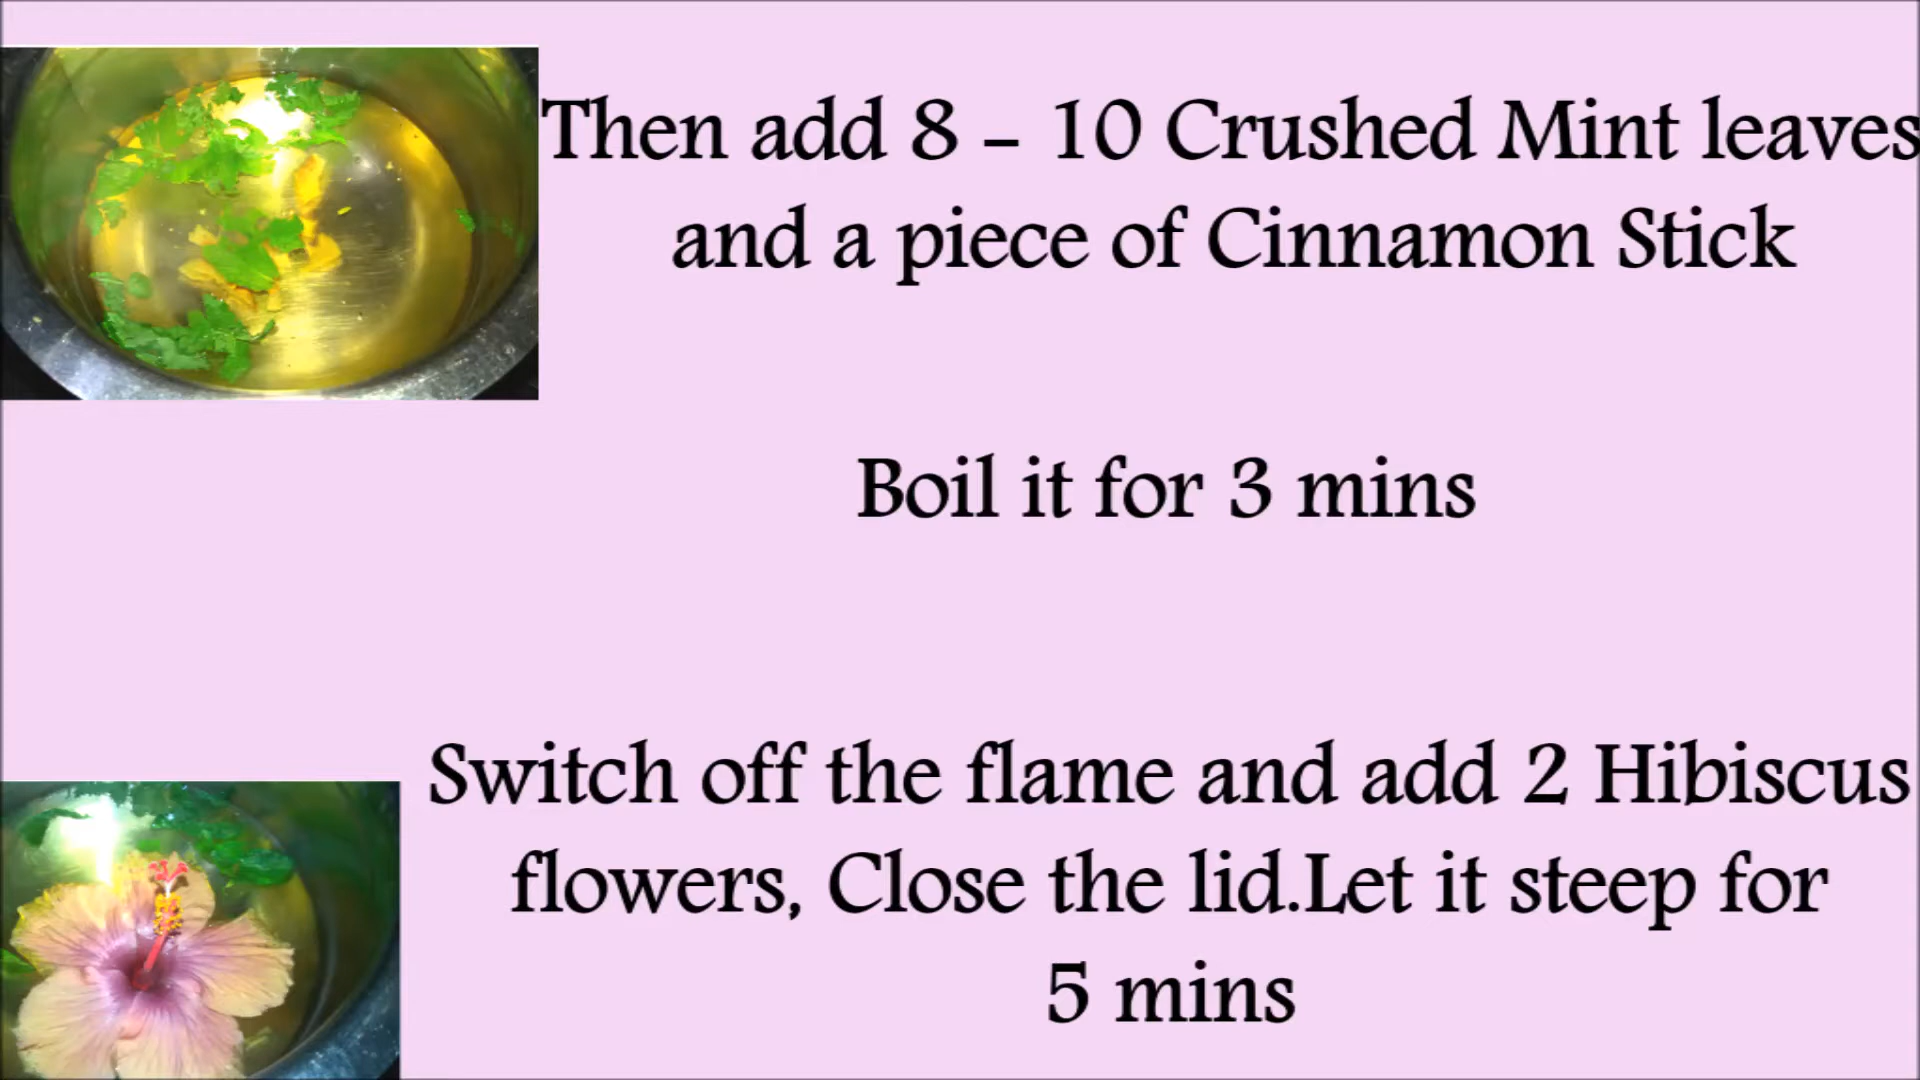 Then add 8 – 10 Crushed Mint leaves
and a piece of Cinnamon Stick
Boil it for 3 mins
Switch off the flame and add 2 Hibiscus
flowers, Close the lid.Let it steep for
5 mins